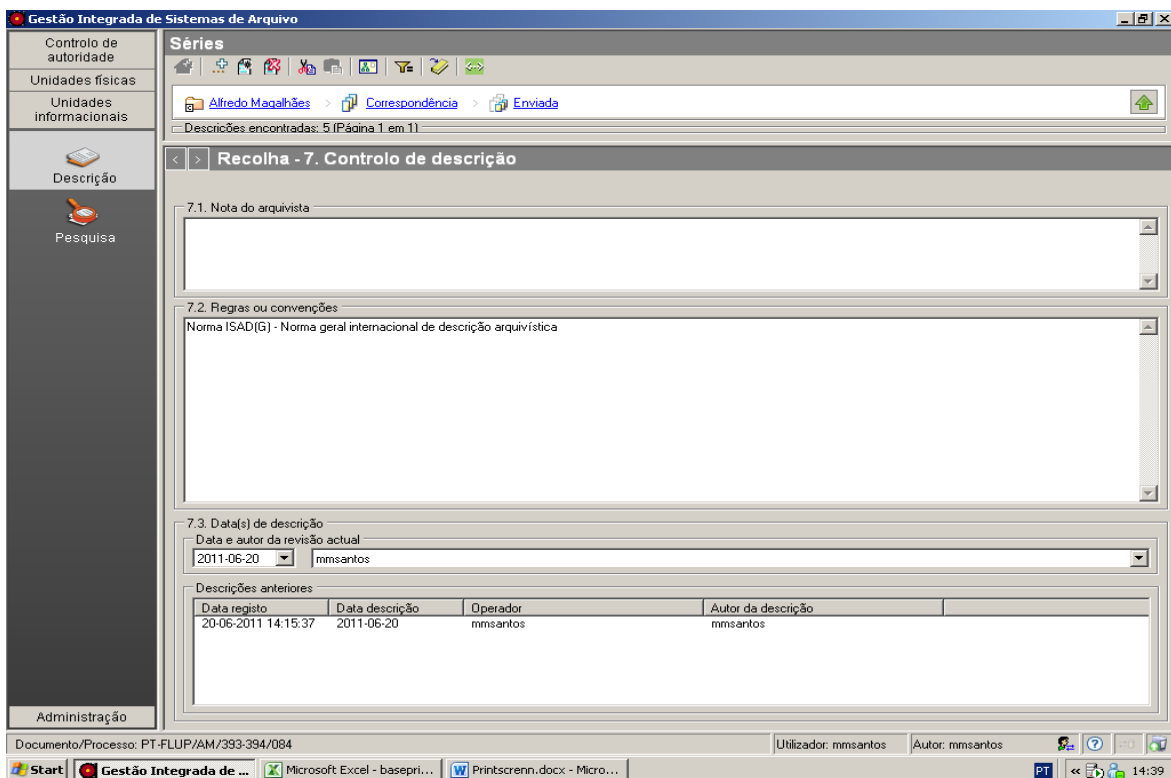 Gestão Integrada de Sistemas de Arquivo
Controlo de
autoridade
Unidades físicas
Unidades
informacionais
Descrição
Pesquisa
Administração
Séries
Alfredo Magalhães > Correspondência > Enviada
Descrições encontradas: 5 (Página 1 em 1)
< > Recolha - 7. Controlo de descrição
7.1. Nota do arquivista
7.2. Regras ou convenções
Norma ISAD(G) - Norma geral internacional de descrição arquivística
7.3. Data(s) de descrição
Data e autor da revisão actual
2011-06-20 mmsantos
Descrições anteriores
Data registo Data descrição Operador Autor da descrição
20-06-2011 14:15:37 2011-06-20 mmsantos mmsantos
Documento/Processo: PT-FLUP/AM/393-394/084 Utilizador: mmsantos Autor: mmsantos
Start Gestão Integrada de ... Microsoft Excel - basepri... Printscrenn.docx - Micro... PT « 14:39